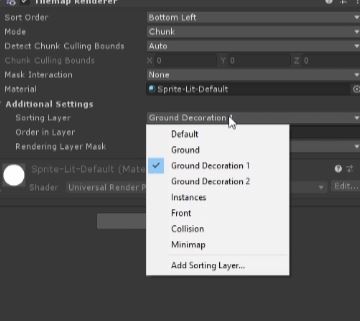 Tilemap Renderer
Sort Order Bottom Left
Mode Chunk
Detect Chunk Culling Bounds Auto
Chunk Culling Bounds X 0 Y 0 Z 0
Mask Interaction None
Material Sprite-Lit-Default
Additional Settings
Sorting Layer Ground Decoration
Order in Layer
Rendering Layer Mask
Default
Ground
Ground Decoration 1
Ground Decoration 2
Instances
Front
Collision
Minimap
Add Sorting Layer...
Sprite-Lit-Default (Mate
Shader Universal Render P
Edit...